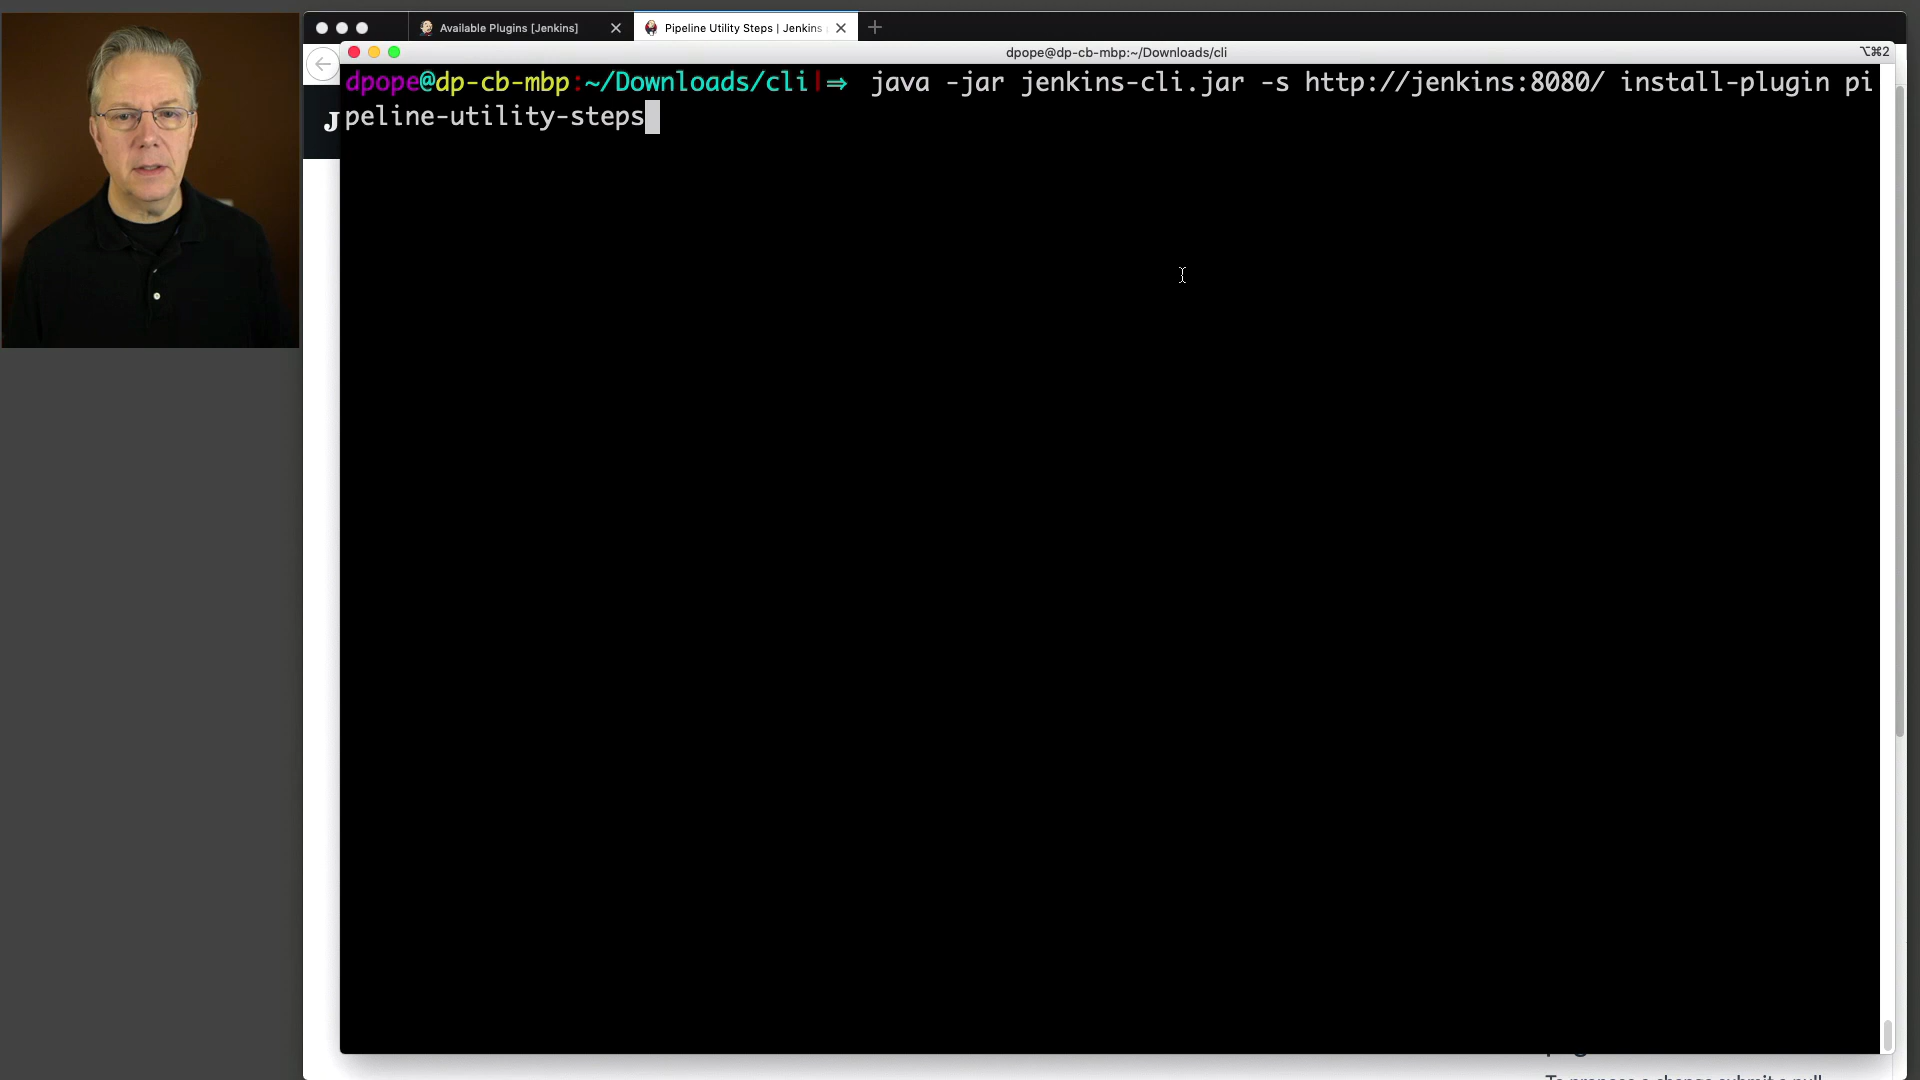 Available Plugins [Jenkins]
Pipeline Utility Steps | Jenkins
dpope@dp-cb-mbp:~/Downloads/cli
⌥⌘2
dpope@dp-cb-mbp:~/Downloads/cli|⇒ java -jar jenkins-cli.jar -s http://jenkins:8080/ install-plugin pi
peline-utility-steps
J